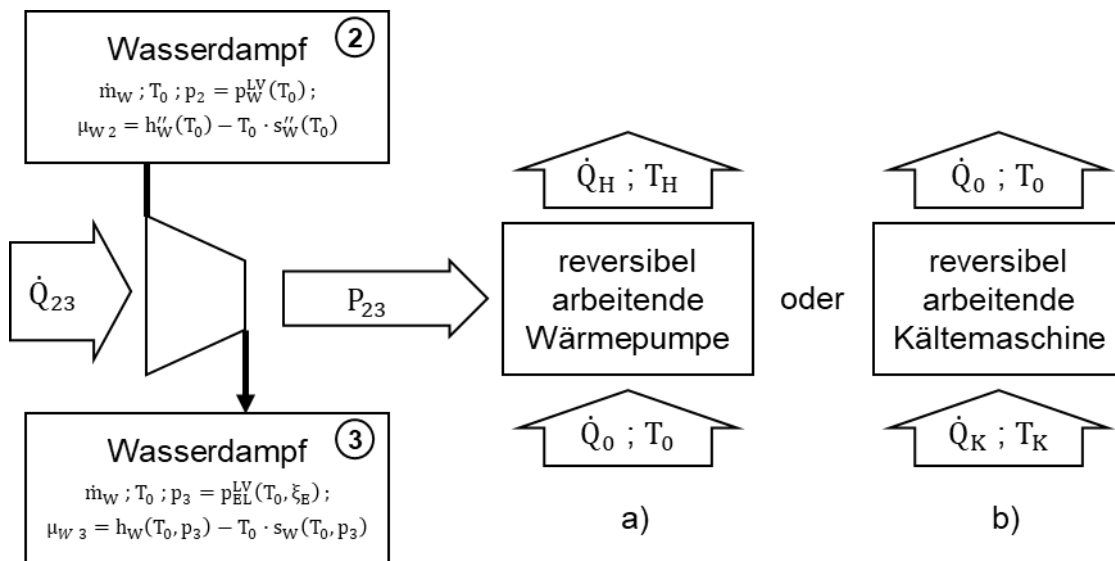 Wasserdampf
2
ṁ_W ; T_0 ; p_2 = p_W^LV(T_0) ;
μ_W 2 = h''_W(T_0) − T_0 · s''_W(T_0)
Q̇_23
P_23
Wasserdampf
3
ṁ_W ; T_0 ; p_3 = p_EL^LV(T_0, ξ_E) ;
μ_W 3 = h_W(T_0, p_3) − T_0 · s_W(T_0, p_3)
Q̇_H ; T_H
reversibel
arbeitende
Wärmepumpe
Q̇_0 ; T_0
a)
oder
Q̇_0 ; T_0
reversibel
arbeitende
Kältemaschine
Q̇_K ; T_K
b)